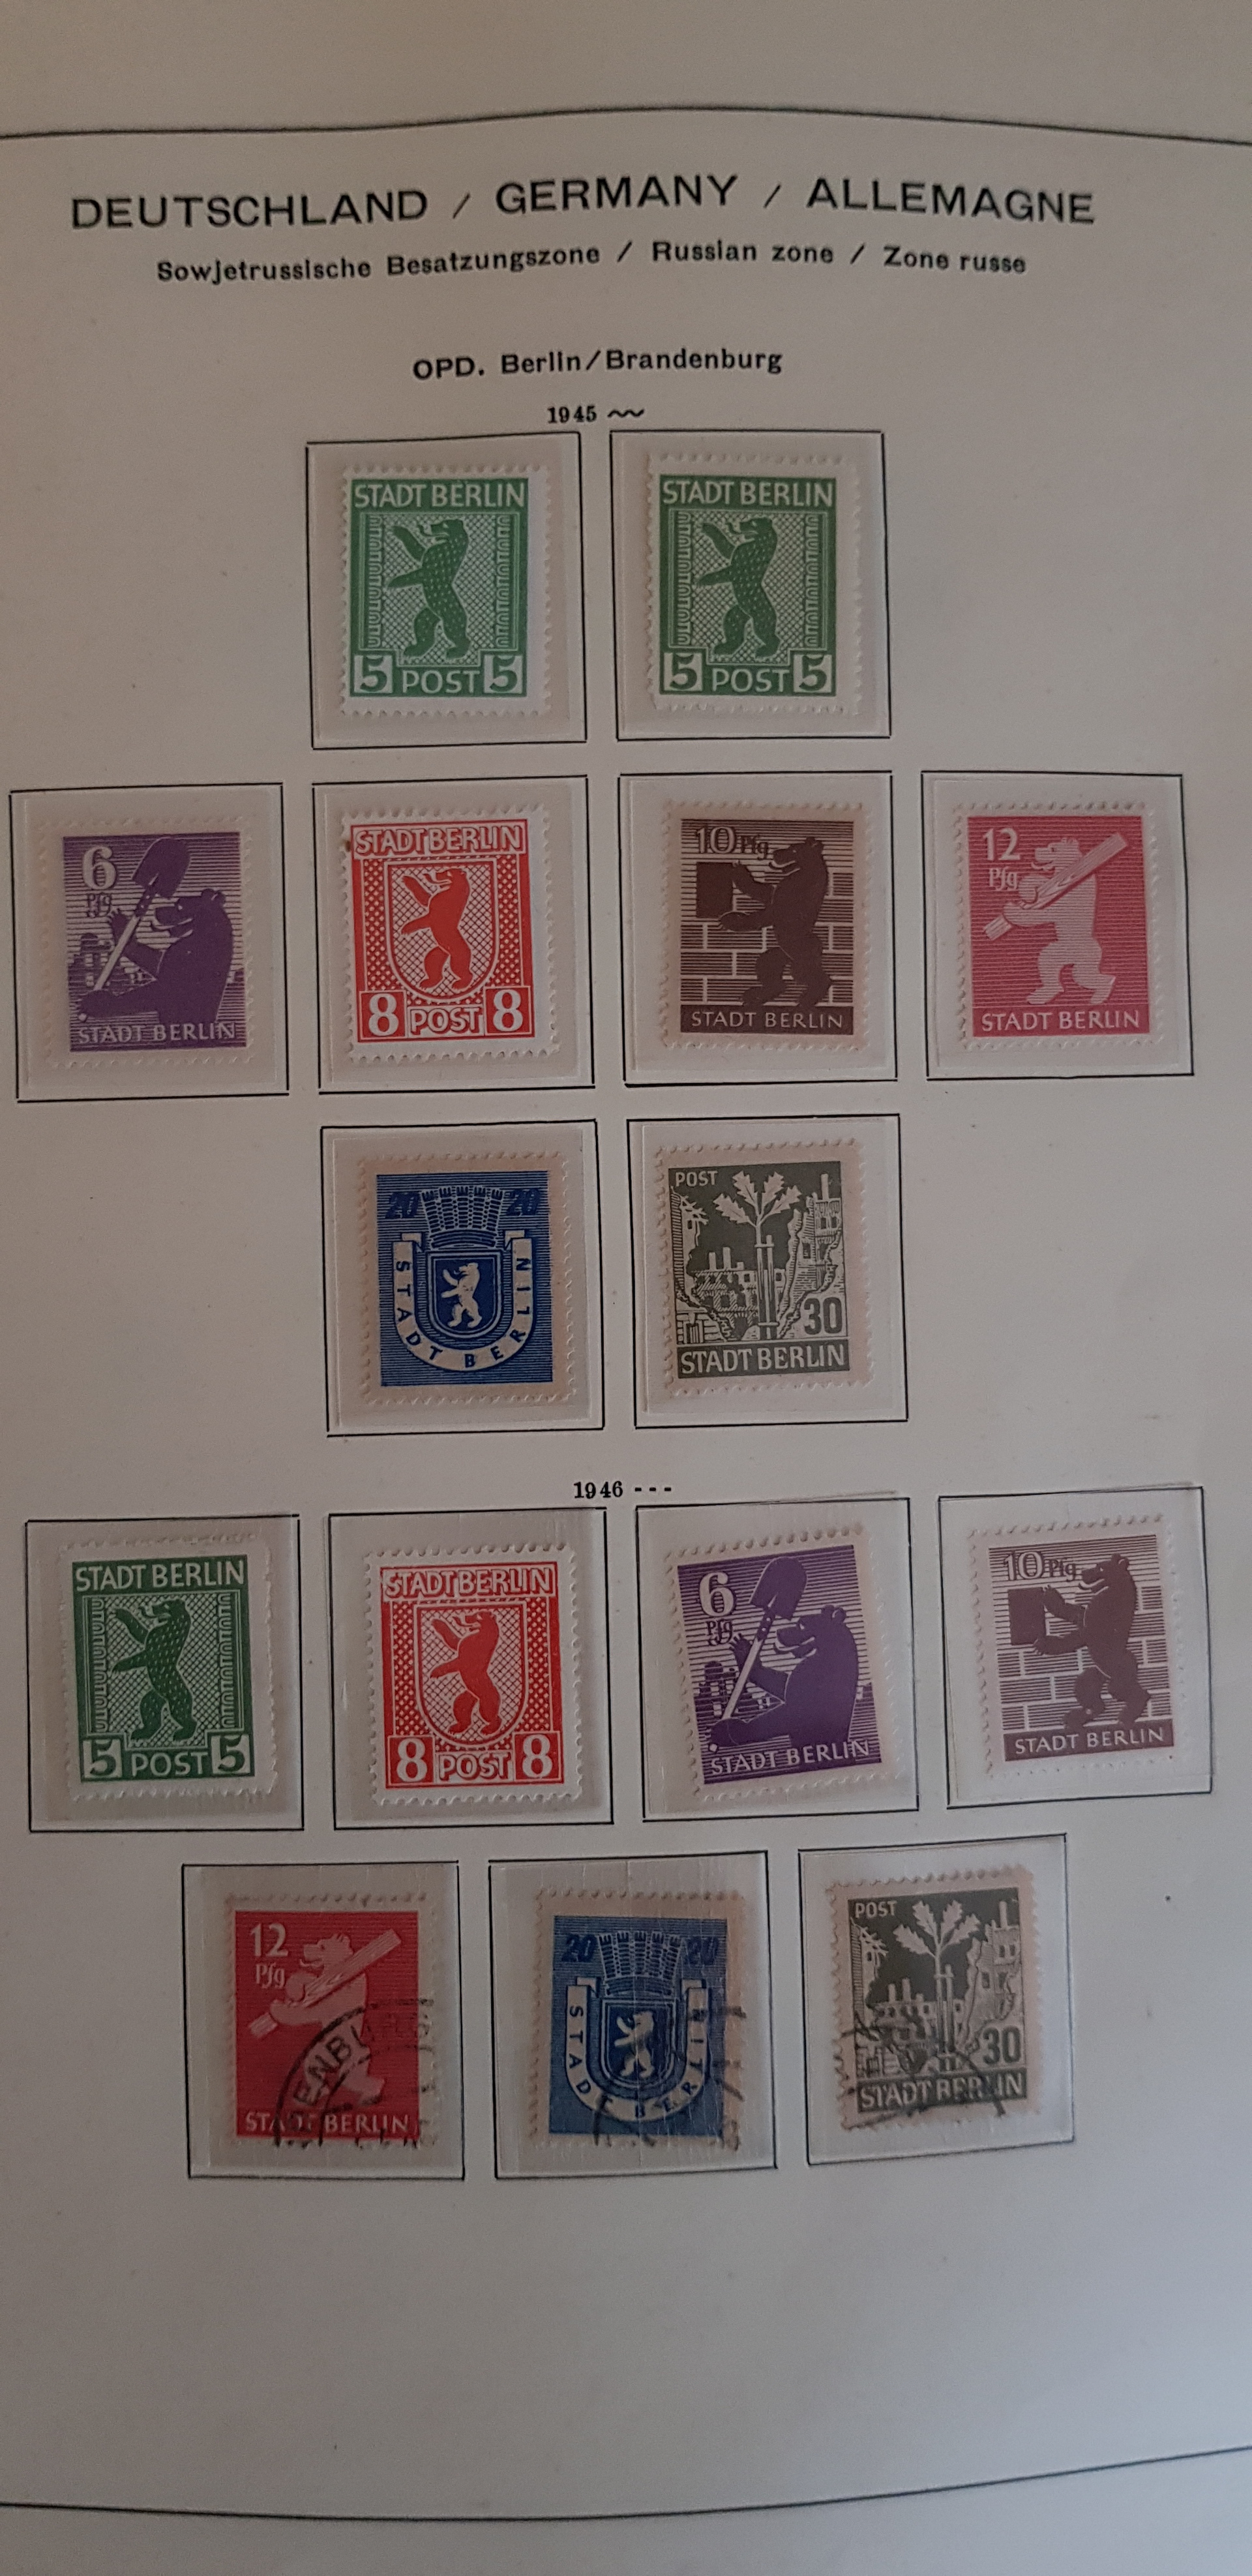 DEUTSCHLAND / GERMANY / ALLEMAGNE
Sowjetrussische Besatzungszone / Russian zone / Zone russe
OPD. Berlin/Brandenburg
1945
STADT BERLIN
5 POST 5
STADT BERLIN
5 POST 5
6
Pfg
STADT BERLIN
STADT BERLIN
8 POST 8
10 Pfg
STADT BERLIN
12
Pfg
STADT BERLIN
20 20
STADT BERLIN
POST
30
STADT BERLIN
1946 ---
STADT BERLIN
5 POST 5
STADT BERLIN
8 POST 8
6
Pfg
STADT BERLIN
10 Pfg
STADT BERLIN
12
Pfg
STADT BERLIN
20 20
STADT BERLIN
POST
30
STADT BERLIN